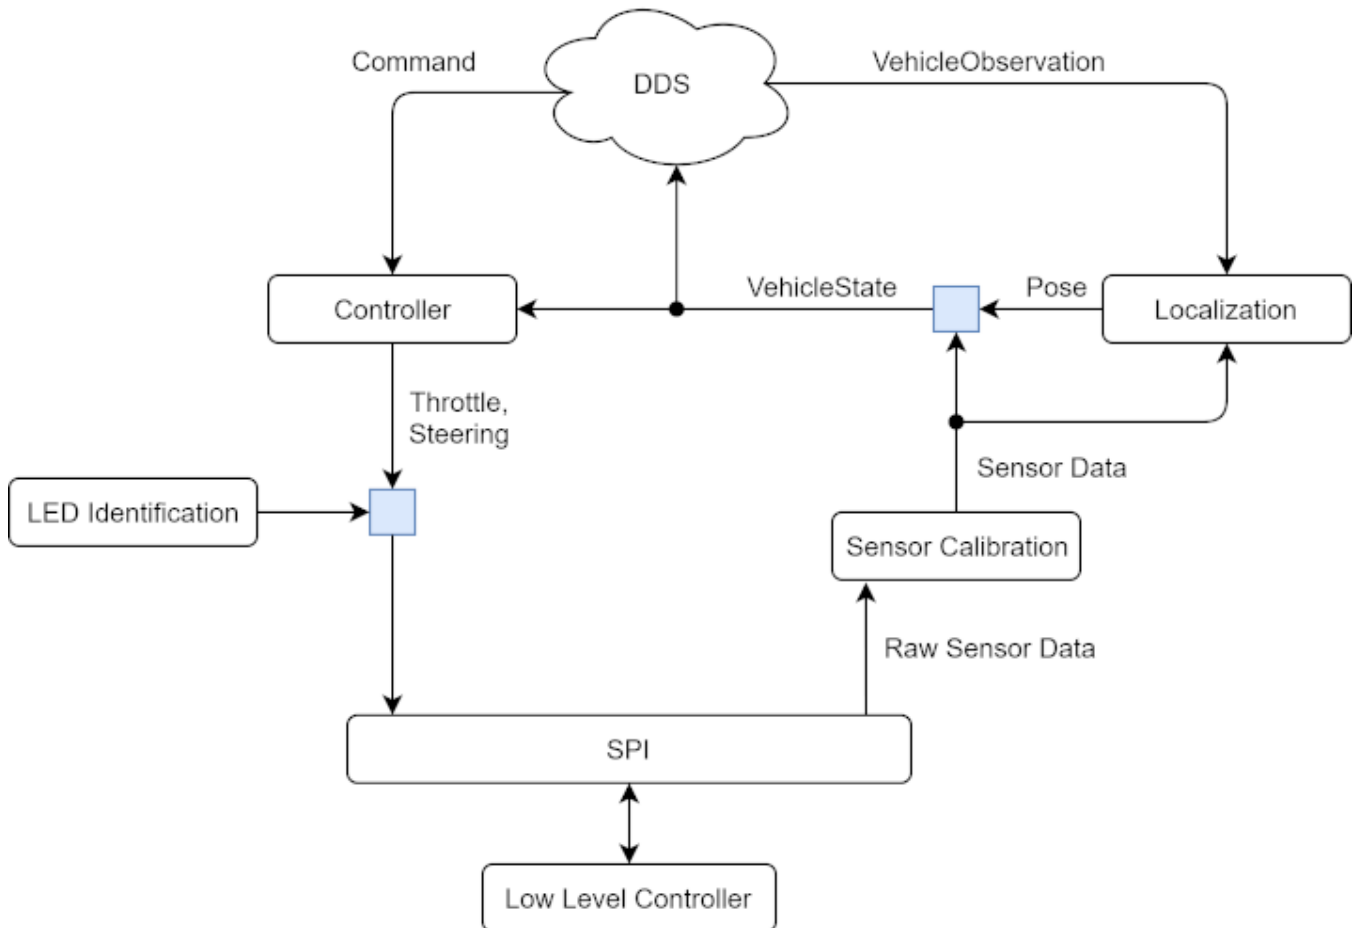 Command
DDS
VehicleObservation
Controller
VehicleState
Pose
Localization
Throttle,
Steering
Sensor Data
LED Identification
Sensor Calibration
Raw Sensor Data
SPI
Low Level Controller